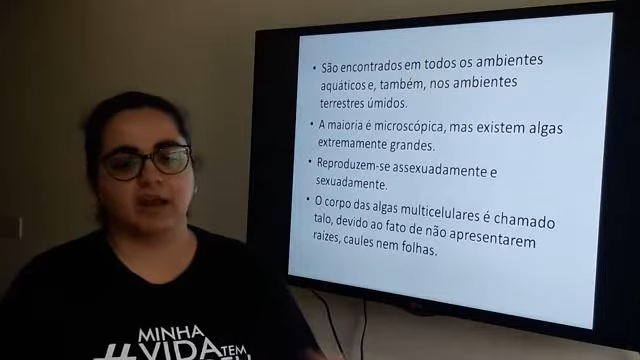 • São encontrados em todos os ambientes
aquáticos e, também, nos ambientes
terrestres úmidos.
• A maioria é microscópica, mas existem algas
extremamente grandes.
• Reproduzem-se assexuadamente e
sexuadamente.
• O corpo das algas multicelulares é chamado
talo, devido ao fato de não apresentarem
raízes, caules nem folhas.
MINHA
#VIDA TEM